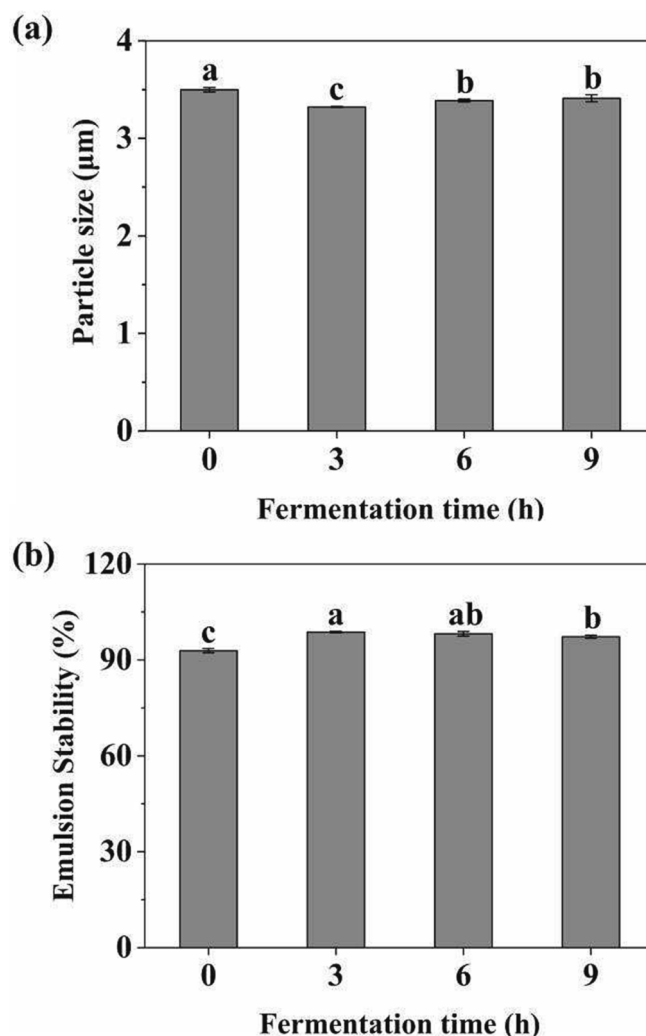 (a)
4
3
2
1
0
Particle size (μm)
a
c
b
b
0 3 6 9
Fermentation time (h)
(b)
120
90
60
30
0
Emulsion Stability (%)
c
a
ab
b
0 3 6 9
Fermentation time (h)